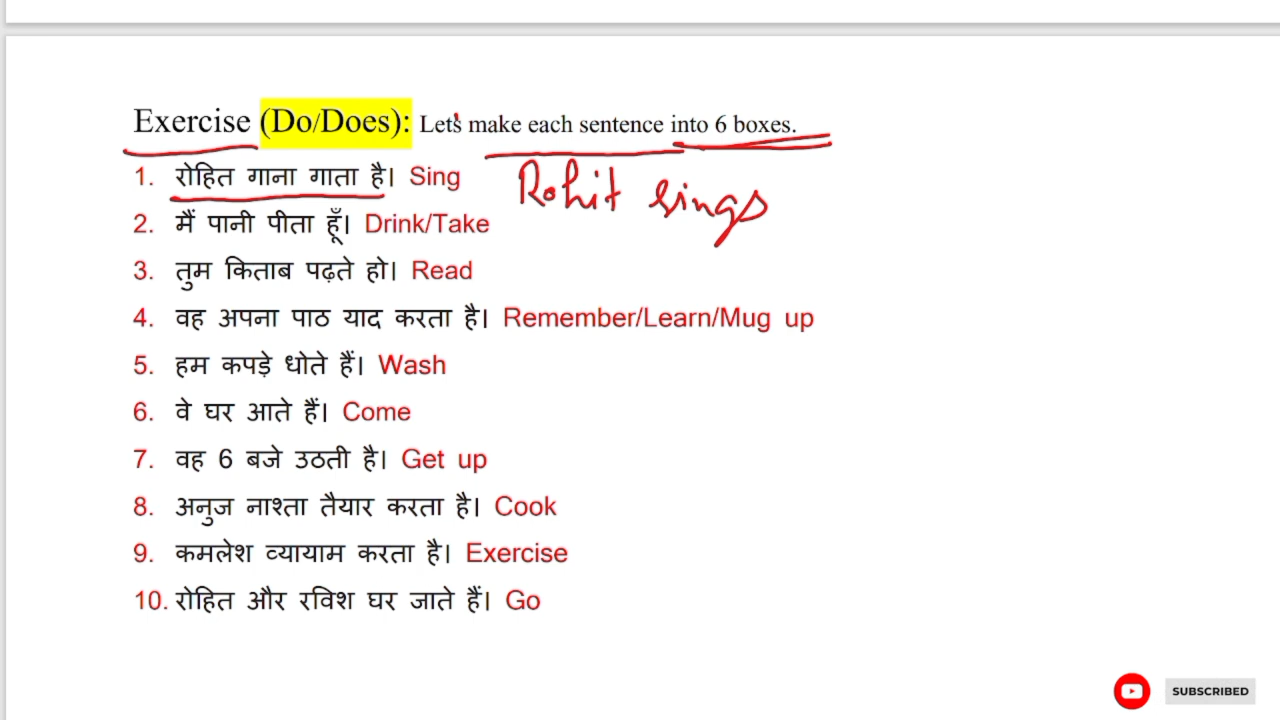 Exercise (Do/Does): Let's make each sentence into 6 boxes.
1. रोहित गाना गाता है। Sing
Rohit sings
2. मैं पानी पीता हूँ। Drink/Take
3. तुम किताब पढ़ते हो। Read
4. वह अपना पाठ याद करता है। Remember/Learn/Mug up
5. हम कपड़े धोते हैं। Wash
6. वे घर आते हैं। Come
7. वह 6 बजे उठती है। Get up
8. अनुज नाश्ता तैयार करता है। Cook
9. कमलेश व्यायाम करता है। Exercise
10. रोहित और रविश घर जाते हैं। Go
SUBSCRIBED